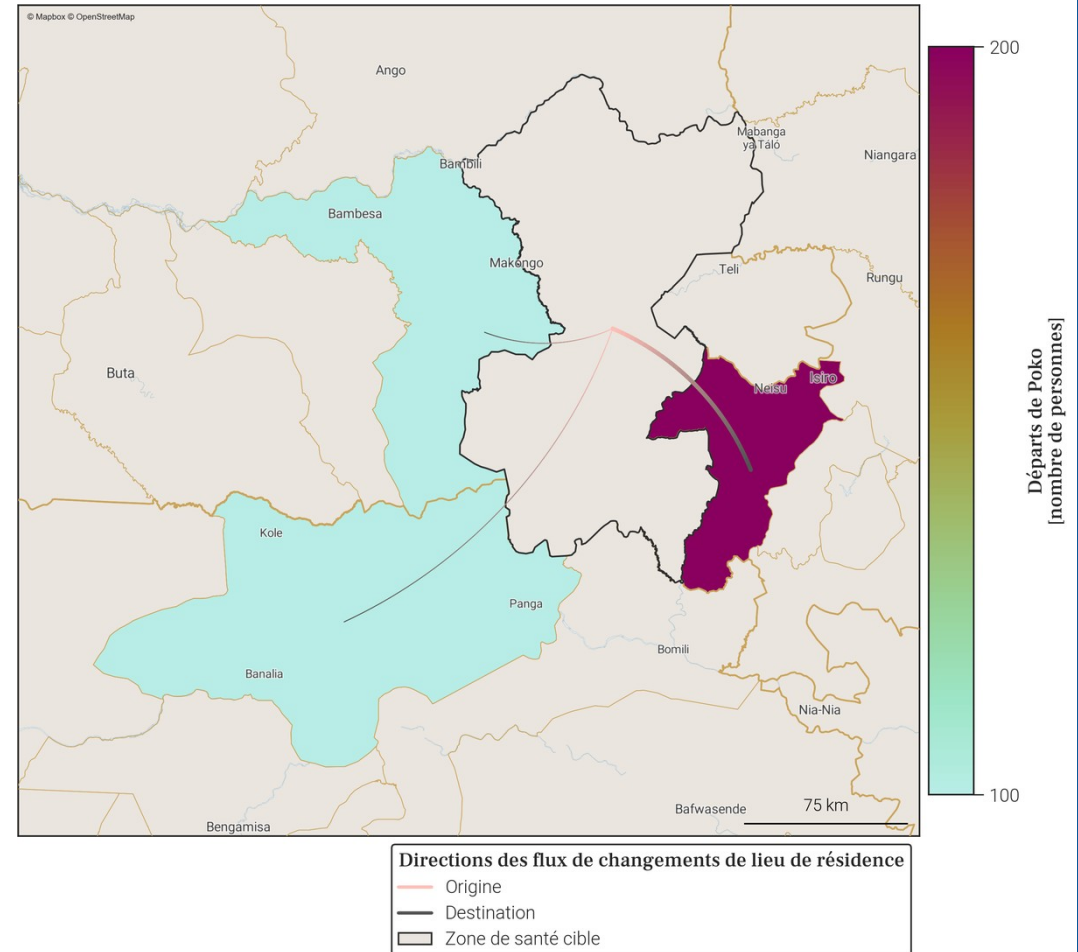 © Mapbox © OpenStreetMap
Ango
Mabanga
ya Táló
Niangara
Bambili
Bambesa
Makongo
Teli
Rungu
Buta
Neisu
Isiro
Kole
Panga
Bomili
Banalia
Nia-Nia
Bafwasende
75 km
Bengamisa
200
Départs de Poko
[nombre de personnes]
100
Directions des flux de changements de lieu de résidence
Origine
Destination
Zone de santé cible